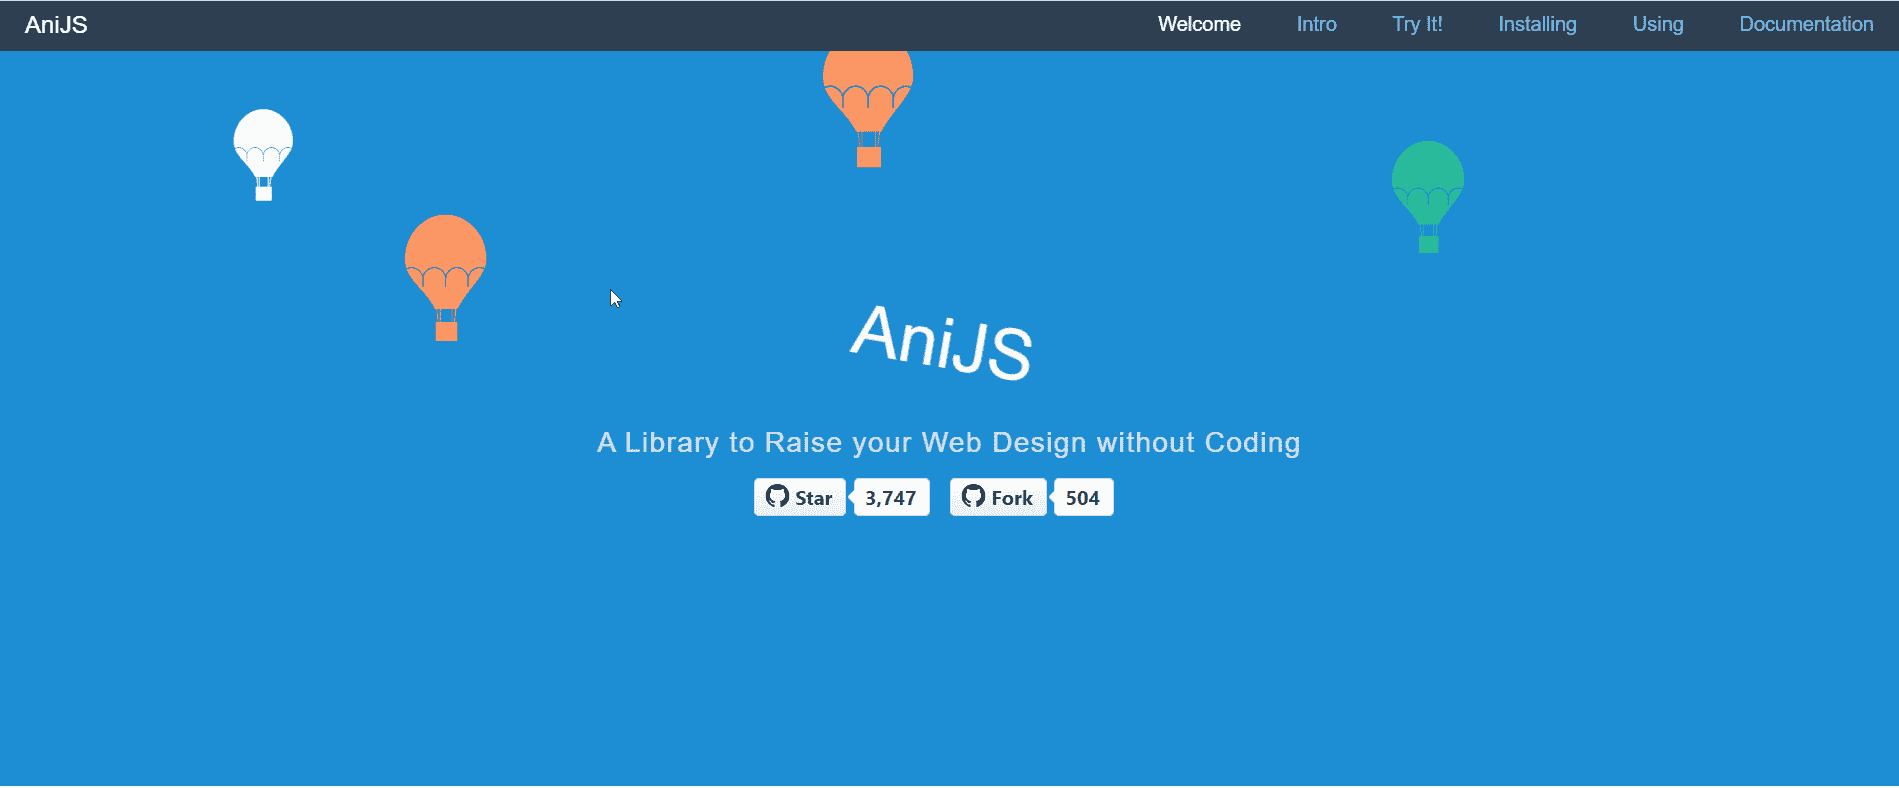 AniJS Welcome Intro Try It! Installing Using Documentation
AniJS
A Library to Raise your Web Design without Coding
Star 3,747 Fork 504